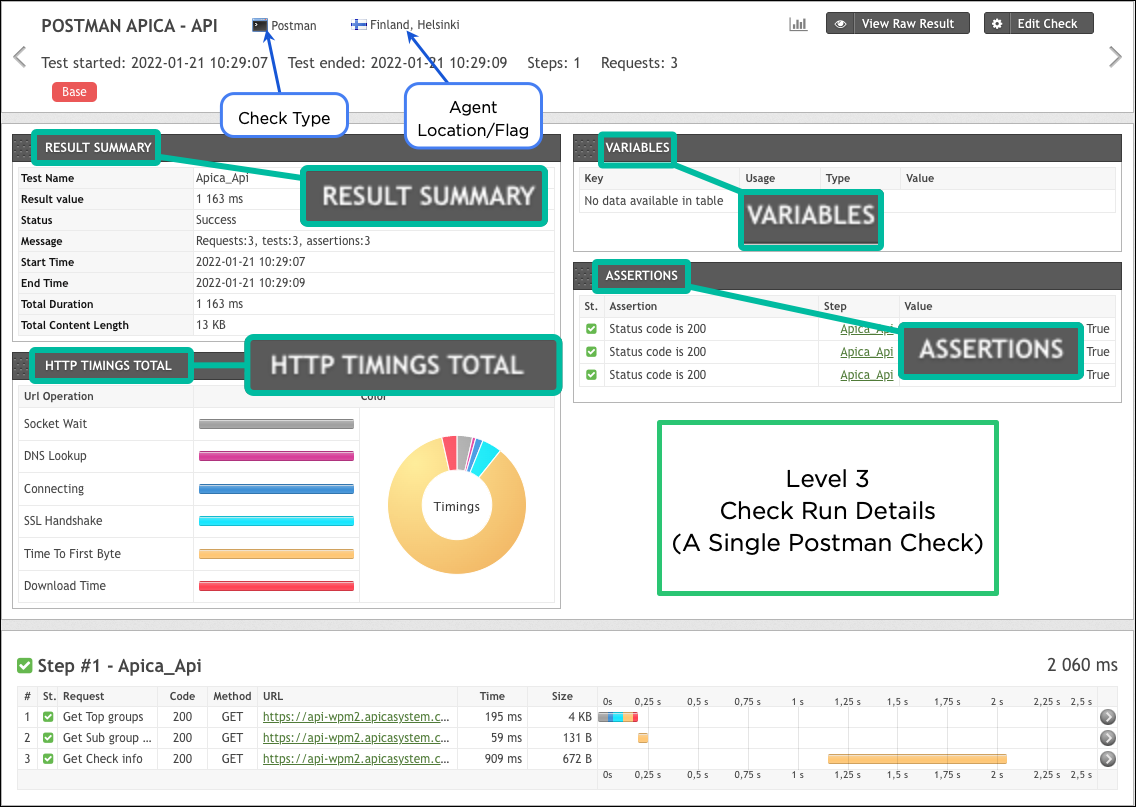 POSTMAN APICA - API
Postman
Finland, Helsinki
View Raw Result
Edit Check
Test started: 2022-01-21 10:29:07 Test ended: 2022-01-21 10:29:09 Steps: 1 Requests: 3
Base
Check Type
Agent
Location/Flag
RESULT SUMMARY
RESULT SUMMARY
Test Name Apica_Api
Result value 1 163 ms
Status Success
Message Requests:3, tests:3, assertions:3
Start Time 2022-01-21 10:29:07
End Time 2022-01-21 10:29:09
Total Duration 1 163 ms
Total Content Length 13 KB
VARIABLES
Key Usage Type Value
No data available in table
VARIABLES
ASSERTIONS
St. Assertion Step Value
Status code is 200 Apica_Api True
Status code is 200 Apica_Api True
Status code is 200 Apica_Api True
ASSERTIONS
HTTP TIMINGS TOTAL
HTTP TIMINGS TOTAL
Url Operation Color
Socket Wait
DNS Lookup
Connecting
SSL Handshake
Time To First Byte
Download Time
Timings
Level 3
Check Run Details
(A Single Postman Check)
Step #1 - Apica_Api 2 060 ms
# St. Request Code Method URL Time Size 0s 0,25 s 0,5 s 0,75 s 1 s 1,25 s 1,5 s 1,75 s 2 s 2,25 s 2,5 s
1 Get Top groups 200 GET https://api-wpm2.apicasystem.c... 195 ms 4 KB
2 Get Sub group ... 200 GET https://api-wpm2.apicasystem.c... 59 ms 131 B
3 Get Check info 200 GET https://api-wpm2.apicasystem.c... 909 ms 672 B
0s 0,25 s 0,5 s 0,75 s 1 s 1,25 s 1,5 s 1,75 s 2 s 2,25 s 2,5 s